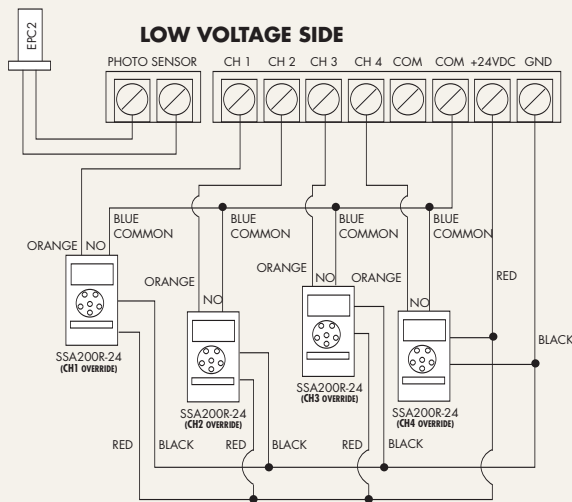 EPC2
LOW VOLTAGE SIDE
PHOTO SENSOR
CH 1 CH 2 CH 3 CH 4 COM COM +24VDC GND
BLUE
COMMON
BLUE
COMMON
BLUE
COMMON
BLUE
COMMON
ORANGE NO
ORANGE
NO
ORANGE
NO
ORANGE
NO
RED
BLACK
SSA200R-24
(CH1 OVERRIDE)
SSA200R-24
(CH2 OVERRIDE)
SSA200R-24
(CH3 OVERRIDE)
SSA200R-24
(CH4 OVERRIDE)
RED BLACK RED BLACK RED BLACK